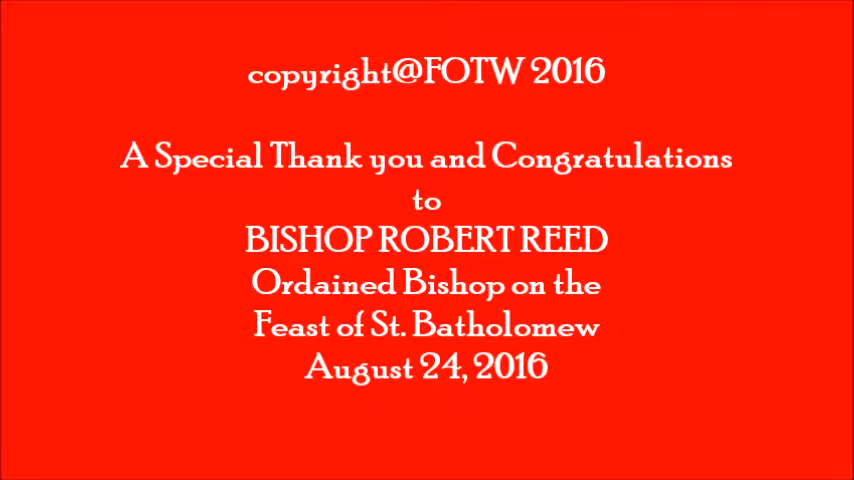 copyright@FOTW 2016
A Special Thank you and Congratulations
to
BISHOP ROBERT REED
Ordained Bishop on the
Feast of St. Batholomew
August 24, 2016